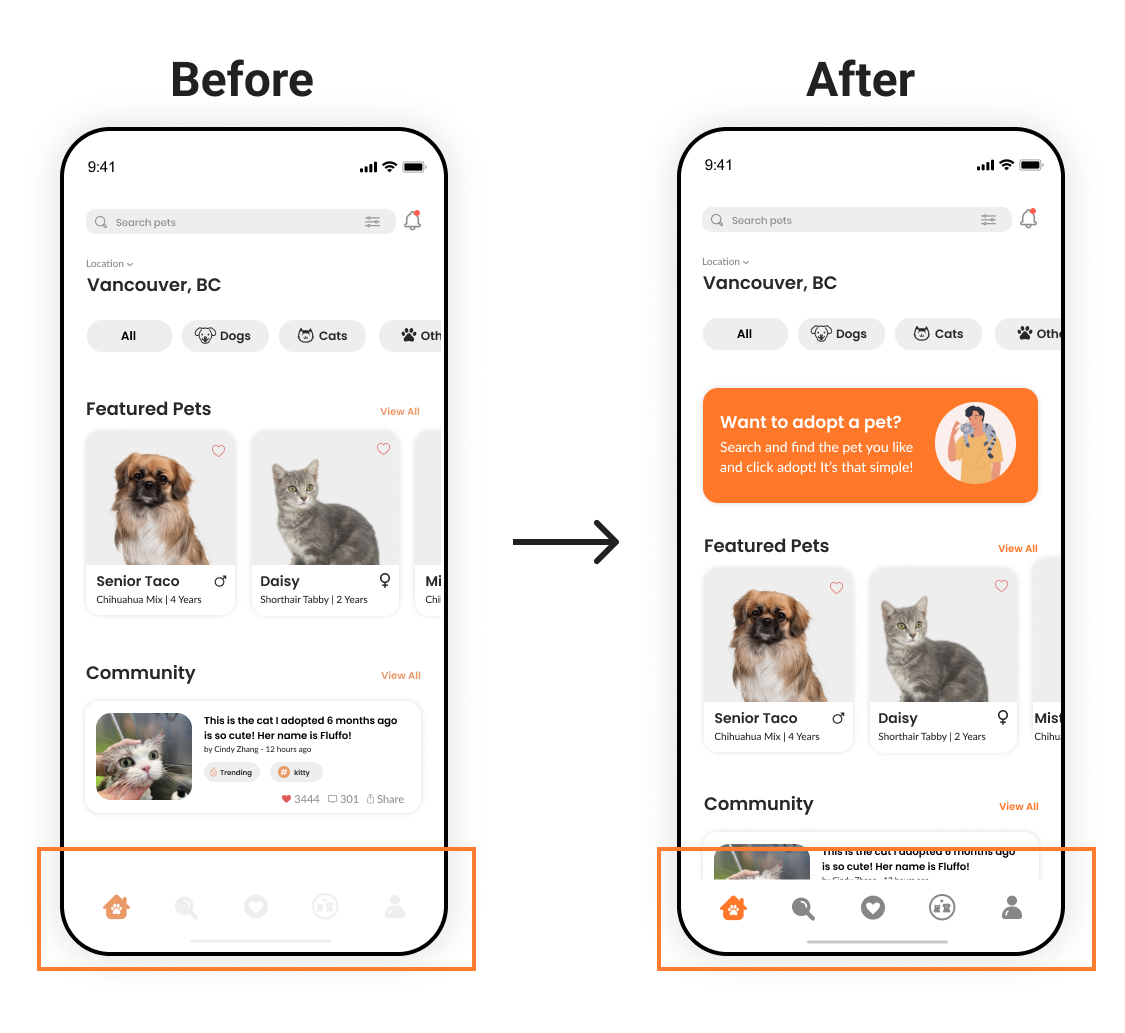 Before
9:41
Search pets
Location
Vancouver, BC
All
Dogs
Cats
Oth
Featured Pets
View All
Senior Taco
Chihuahua Mix | 4 Years
Daisy
Shorthair Tabby | 2 Years
Mi
Chi
Community
View All
This is the cat I adopted 6 months ago
is so cute! Her name is Fluffo!
by Cindy Zhang - 12 hours ago
Trending
# kitty
3444
301
Share
After
9:41
Search pets
Location
Vancouver, BC
All
Dogs
Cats
Othe
Want to adopt a pet?
Search and find the pet you like
and click adopt! It's that simple!
Featured Pets
View All
Senior Taco
Chihuahua Mix | 4 Years
Daisy
Shorthair Tabby | 2 Years
Mist
Chihu
Community
View All
This is the cat I adopted 6 months ago
is so cute! Her name is Fluffo!
by Cindy Zhang - 12 hours ago